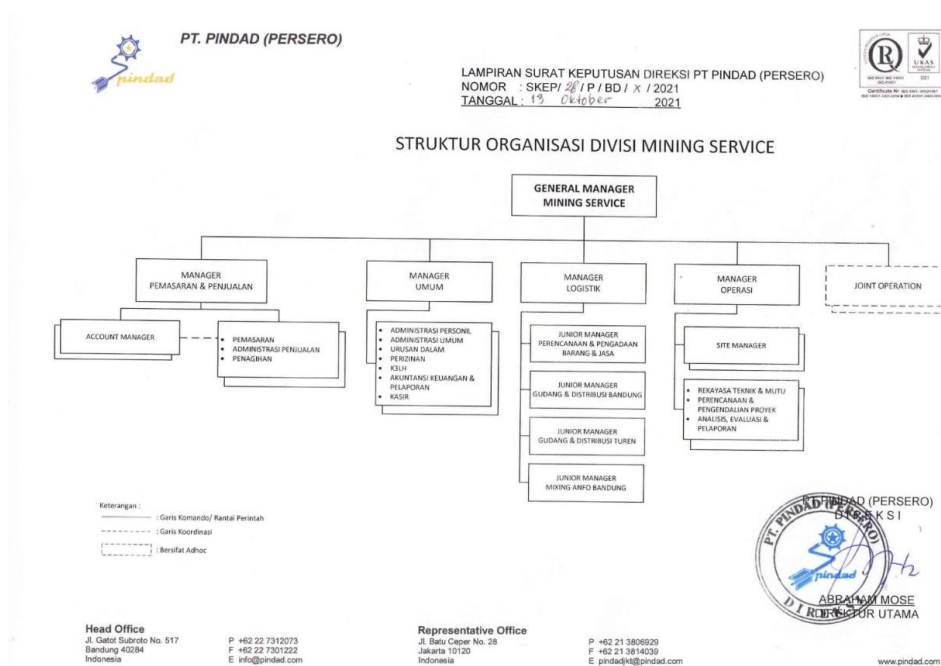 PT. PINDAD (PERSERO)
pindad
LAMPIRAN SURAT KEPUTUSAN DIREKSI PT PINDAD (PERSERO)
NOMOR : SKEP/ 28 / P / BD / X / 2021
TANGGAL : 13 Oktober 2021
R
UKAS
STRUKTUR ORGANISASI DIVISI MINING SERVICE
GENERAL MANAGER
MINING SERVICE
MANAGER
PEMASARAN & PENJUALAN
MANAGER
UMUM
MANAGER
LOGISTIK
MANAGER
OPERASI
JOINT OPERATION
ACCOUNT MANAGER
• PEMASARAN
• ADMINISTRASI PENJUALAN
• PENAGIHAN
• ADMINISTRASI PERSONIL
• ADMINISTRASI UMUM
• URUSAN DALAM
• PERIZINAN
• K3LH
• AKUNTANSI KEUANGAN &
PELAPORAN
• KASIR
JUNIOR MANAGER
PERENCANAAN & PENGADAAN
BARANG & JASA
JUNIOR MANAGER
GUDANG & DISTRIBUSI BANDUNG
JUNIOR MANAGER
GUDANG & DISTRIBUSI TUREN
JUNIOR MANAGER
MIXING ANFO BANDUNG
SITE MANAGER
• REKAYASA TEKNIK & MUTU
• PERENCANAAN &
PENGENDALIAN PROYEK
• ANALISIS, EVALUASI &
PELAPORAN
Keterangan :
: Garis Komando/ Rantai Perintah
: Garis Koordinasi
: Bersifat Adhoc
PT. PINDAD (PERSERO)
D I R E K S I
PT. PINDAD (PERSERO)
pindad
DIREKSI
ABRAHAM MOSE
DIREKTUR UTAMA
Head Office
Jl. Gatot Subroto No. 517
Bandung 40284
Indonesia
P +62 22 7312073
F +62 22 7301222
E info@pindad.com
Representative Office
Jl. Batu Ceper No. 28
Jakarta 10120
Indonesia
P +62 21 3806929
F +62 21 3814039
E pindadjkt@pindad.com
www.pindad.com